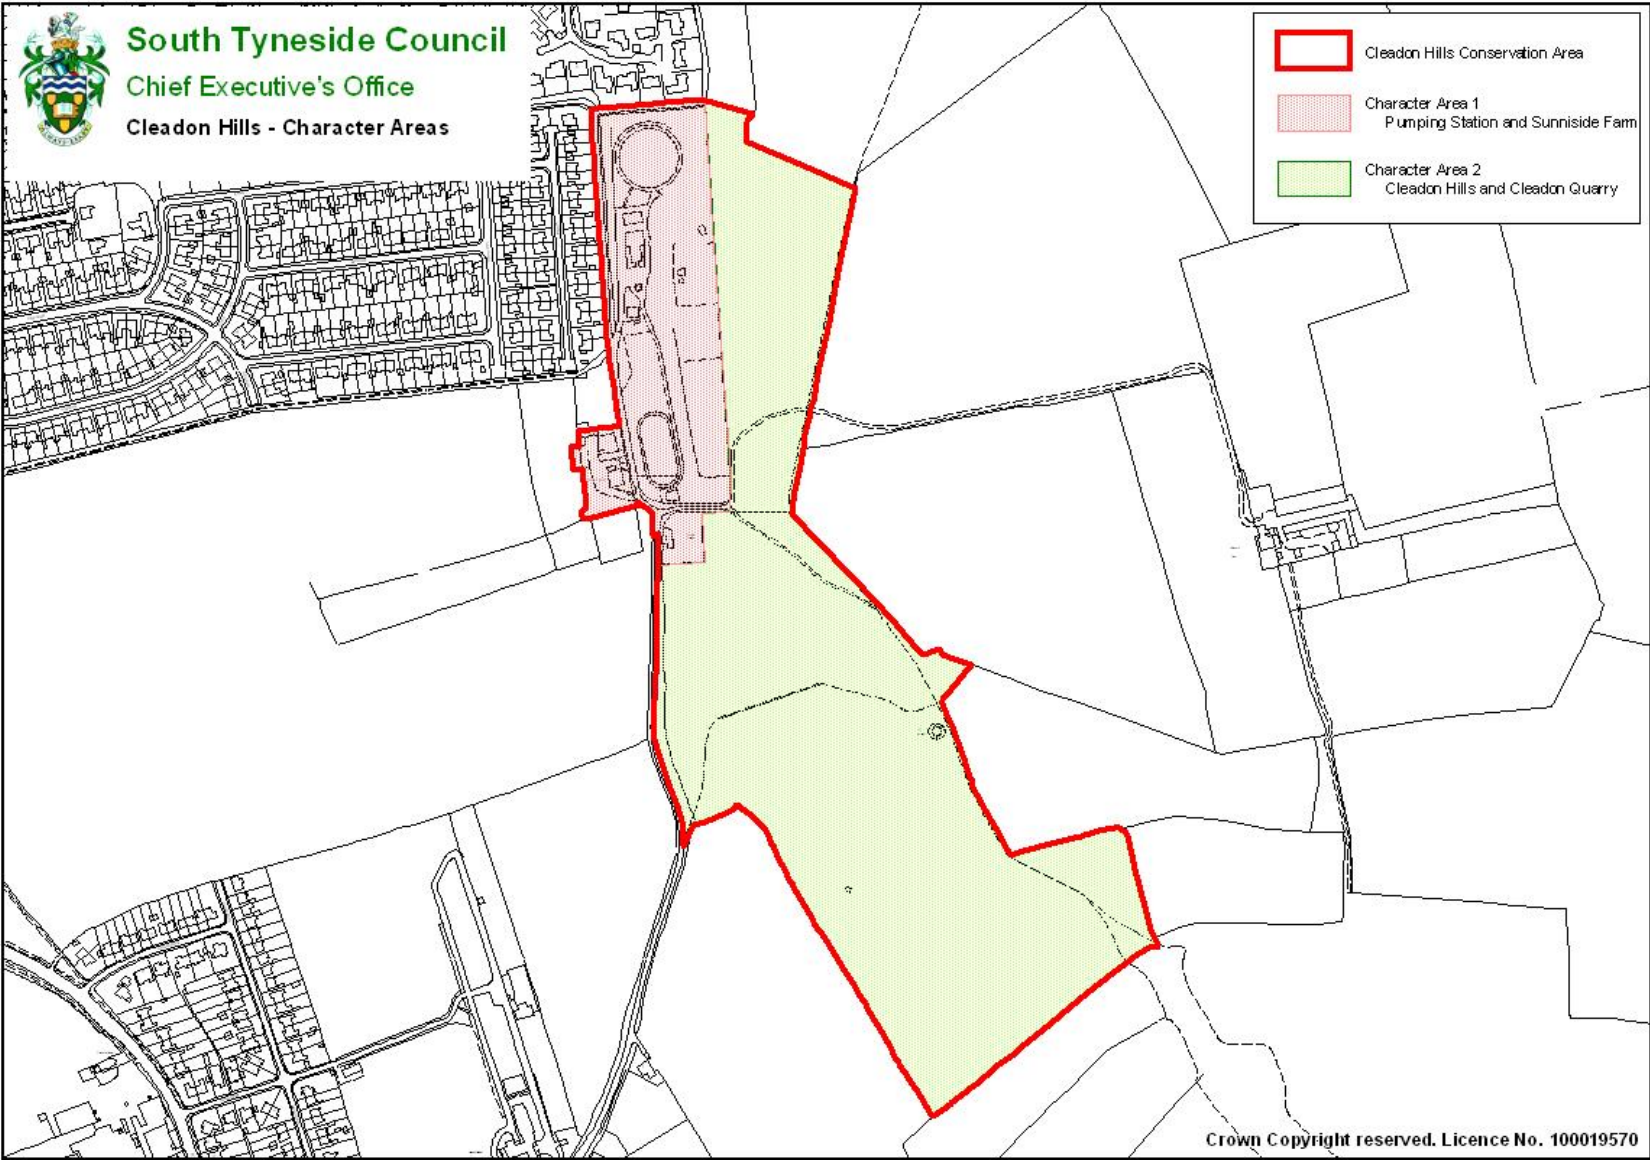 South Tyneside Council
Chief Executive's Office
Cleadon Hills - Character Areas
Cleadon Hills Conservation Area
Character Area 1
Pumping Station and Sunniside Farm
Character Area 2
Cleadon Hills and Cleadon Quarry
Crown Copyright reserved. Licence No. 100019570